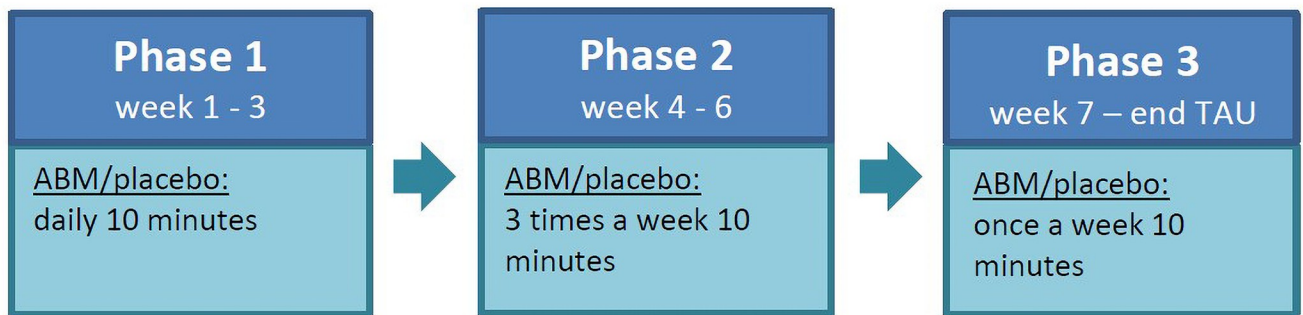 Phase 1
week 1 - 3
ABM/placebo:
daily 10 minutes
Phase 2
week 4 - 6
ABM/placebo:
3 times a week 10
minutes
Phase 3
week 7 – end TAU
ABM/placebo:
once a week 10
minutes